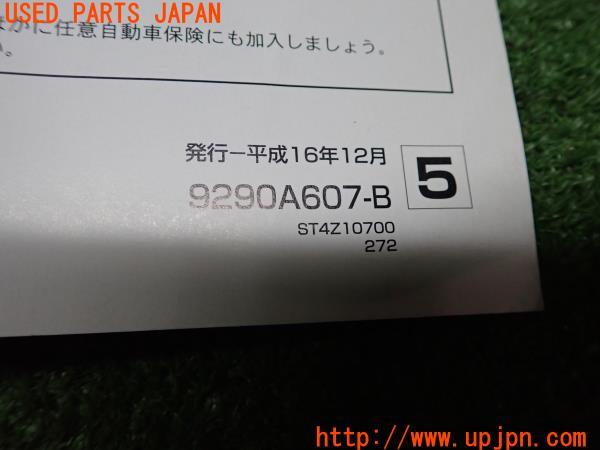 USED PARTS JAPAN
かに任意自動車保険にも加入しましょう。
い。
発行ー平成16年12月
5
9290A607-B
ST4Z10700
272
http://www.upjpn.com